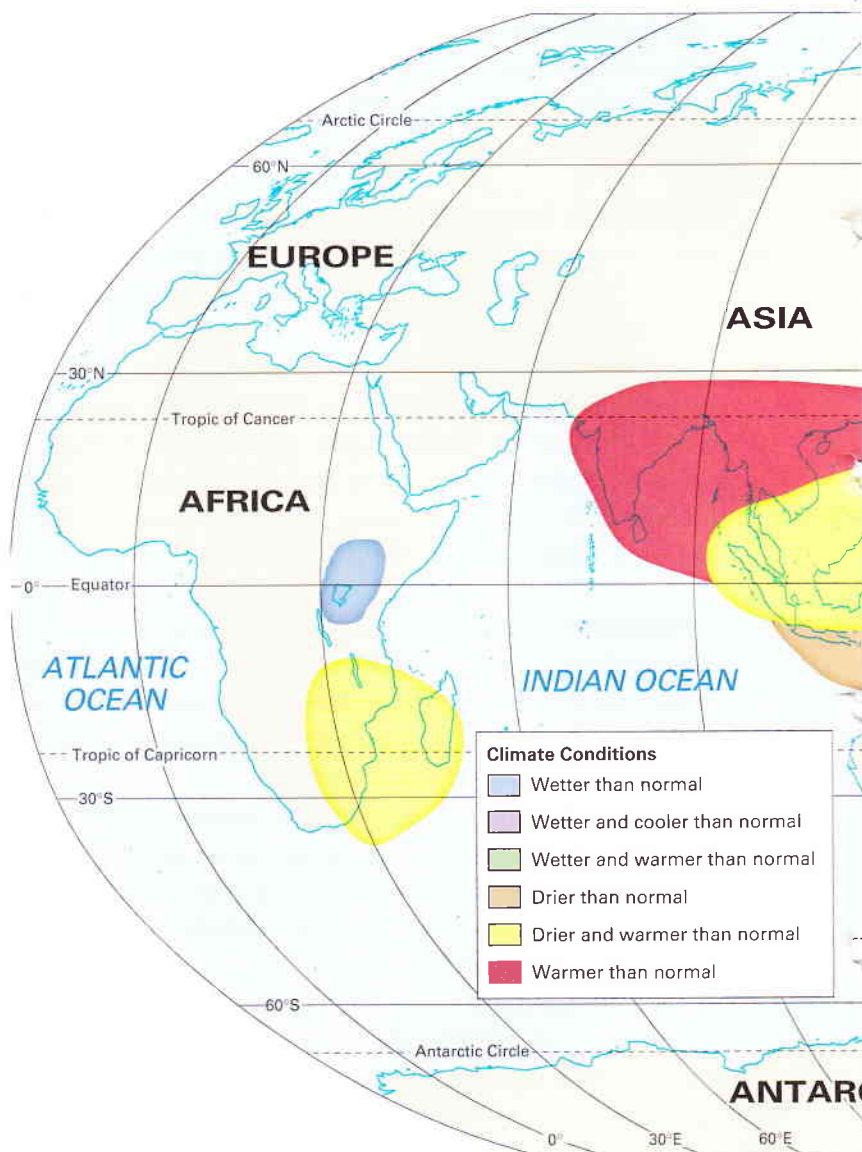 Arctic Circle
60°N
EUROPE
ASIA
30°N
Tropic of Cancer
AFRICA
0°
Equator
ATLANTIC
OCEAN
INDIAN OCEAN
Tropic of Capricorn
30°S
Climate Conditions
Wetter than normal
Wetter and cooler than normal
Wetter and warmer than normal
Drier than normal
Drier and warmer than normal
Warmer than normal
60°S
Antarctic Circle
ANTARC
0°
30°E
60°E